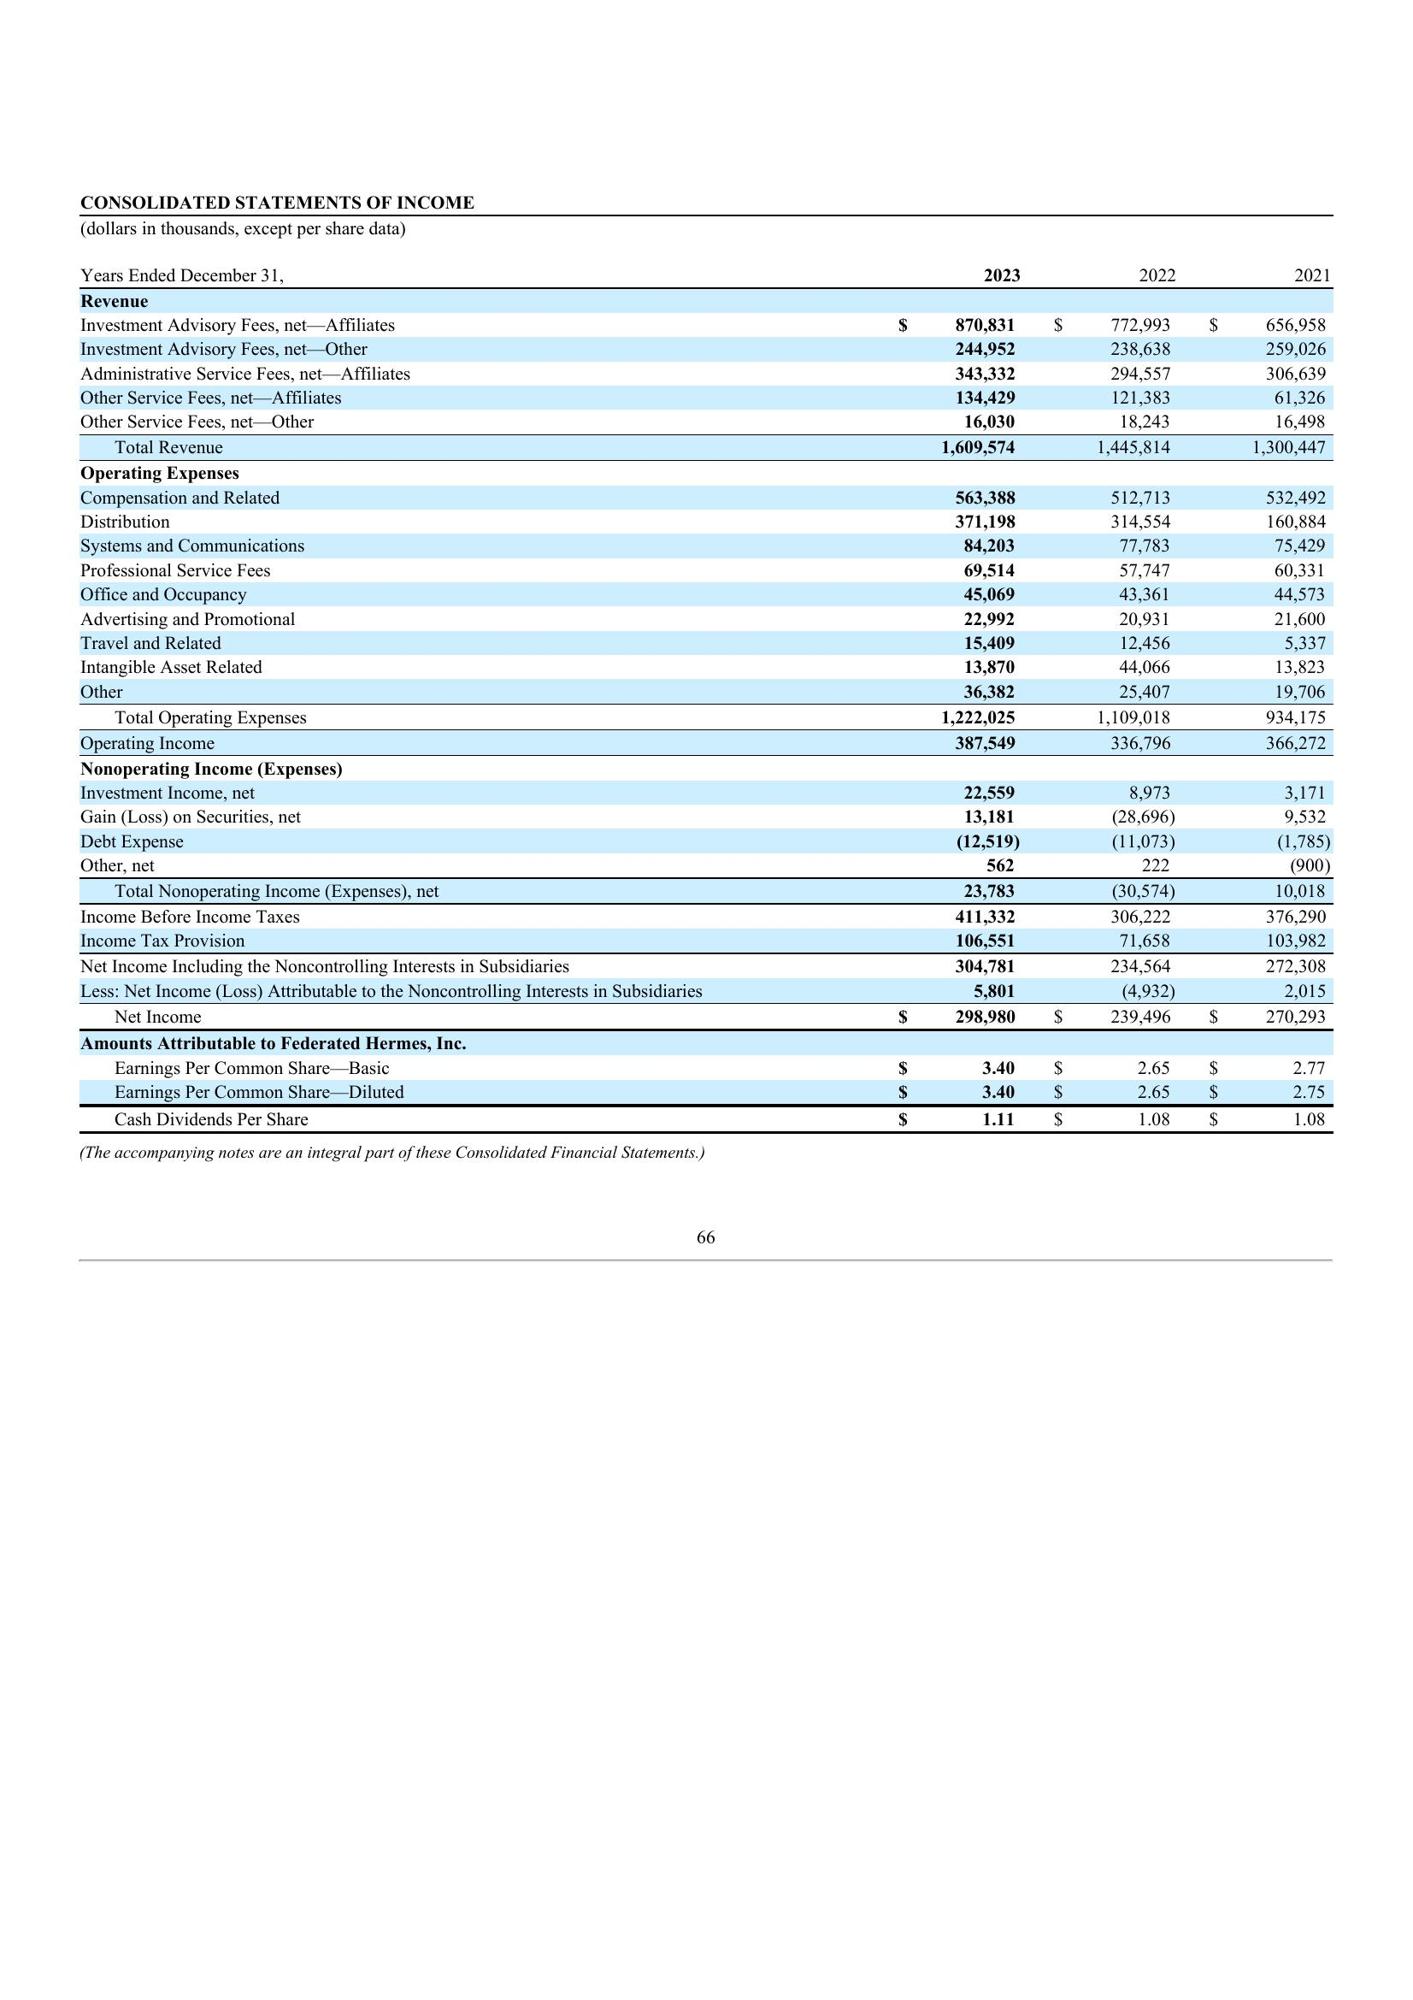 CONSOLIDATED STATEMENTS OF INCOME
(dollars in thousands, except per share data)
Years Ended December 31, 2023 2022 2021
Revenue
Investment Advisory Fees, net—Affiliates $ 870,831 $ 772,993 $ 656,958
Investment Advisory Fees, net—Other 244,952 238,638 259,026
Administrative Service Fees, net—Affiliates 343,332 294,557 306,639
Other Service Fees, net—Affiliates 134,429 121,383 61,326
Other Service Fees, net—Other 16,030 18,243 16,498
Total Revenue 1,609,574 1,445,814 1,300,447
Operating Expenses
Compensation and Related 563,388 512,713 532,492
Distribution 371,198 314,554 160,884
Systems and Communications 84,203 77,783 75,429
Professional Service Fees 69,514 57,747 60,331
Office and Occupancy 45,069 43,361 44,573
Advertising and Promotional 22,992 20,931 21,600
Travel and Related 15,409 12,456 5,337
Intangible Asset Related 13,870 44,066 13,823
Other 36,382 25,407 19,706
Total Operating Expenses 1,222,025 1,109,018 934,175
Operating Income 387,549 336,796 366,272
Nonoperating Income (Expenses)
Investment Income, net 22,559 8,973 3,171
Gain (Loss) on Securities, net 13,181 (28,696) 9,532
Debt Expense (12,519) (11,073) (1,785)
Other, net 562 222 (900)
Total Nonoperating Income (Expenses), net 23,783 (30,574) 10,018
Income Before Income Taxes 411,332 306,222 376,290
Income Tax Provision 106,551 71,658 103,982
Net Income Including the Noncontrolling Interests in Subsidiaries 304,781 234,564 272,308
Less: Net Income (Loss) Attributable to the Noncontrolling Interests in Subsidiaries 5,801 (4,932) 2,015
Net Income $ 298,980 $ 239,496 $ 270,293
Amounts Attributable to Federated Hermes, Inc.
Earnings Per Common Share—Basic $ 3.40 $ 2.65 $ 2.77
Earnings Per Common Share—Diluted $ 3.40 $ 2.65 $ 2.75
Cash Dividends Per Share $ 1.11 $ 1.08 $ 1.08
(The accompanying notes are an integral part of these Consolidated Financial Statements.)
66